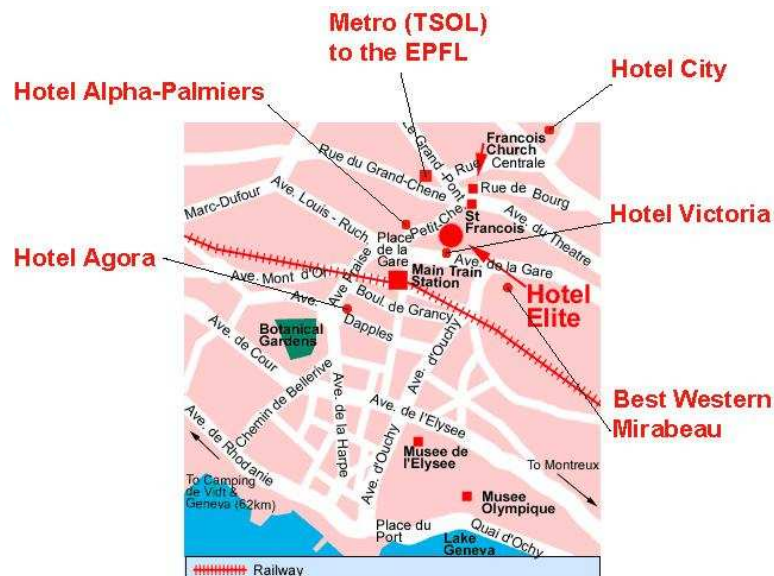 Metro (TSOL)
to the EPFL
Hotel City
Hotel Alpha-Palmiers
Le Grand-Pont
Francois
Church
Rue Centrale
Rue du Grand-Chene
Rue de Bourg
Marc-Dufour
Ave. Louis - Ruch.
Petit-Che.
St
Francois
Ave. du Theatre
Hotel Victoria
Place
de la
Gare
Hotel Agora
Ave. de la Gare
Ave. Mont d'Or
Ave Fraise
Main Train
Station
Hotel
Elite
Boul. de Grancy
Ave. Dapples
Botanical
Gardens
Ave. d'Ouchy
Ave. de Cour
Chemin de Bellerive
Ave. de la Harpe
Ave. de l'Elysee
Best Western
Mirabeau
Ave. de Rhodanie
Ave. d'Ouchy
Musee de
l'Elysee
To Montreux
To Camping
de Vidt &
Geneva (62km)
Musee
Olympique
Place du
Port
Lake
Geneva
Quai d'Ochy
Railway